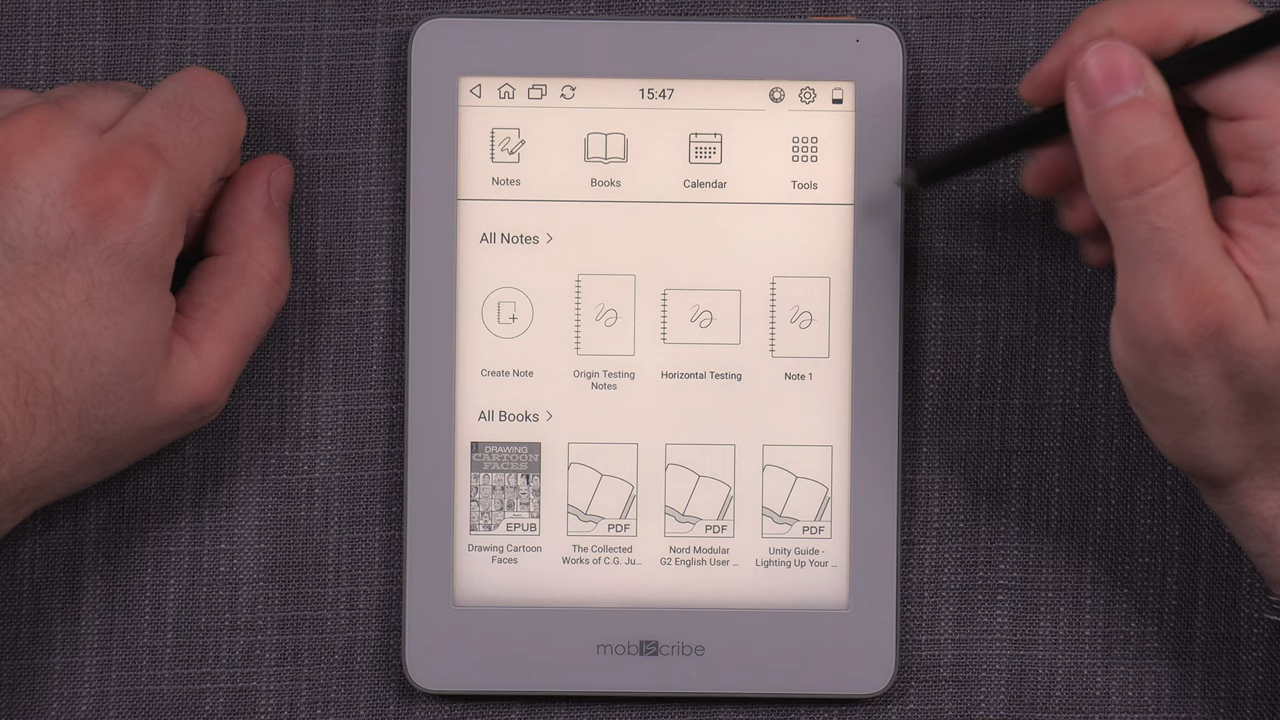 15:47
Notes
Books
Calendar
Tools
All Notes >
Create Note
Origin Testing
Notes
Horizontal Testing
Note 1
All Books >
DRAWING
CARTOON
FACES
EPUB
PDF
PDF
PDF
Drawing Cartoon
Faces
The Collected
Works of C.G. Ju...
Nord Modular
G2 English User ...
Unity Guide -
Lighting Up Your ...
mobiscribe